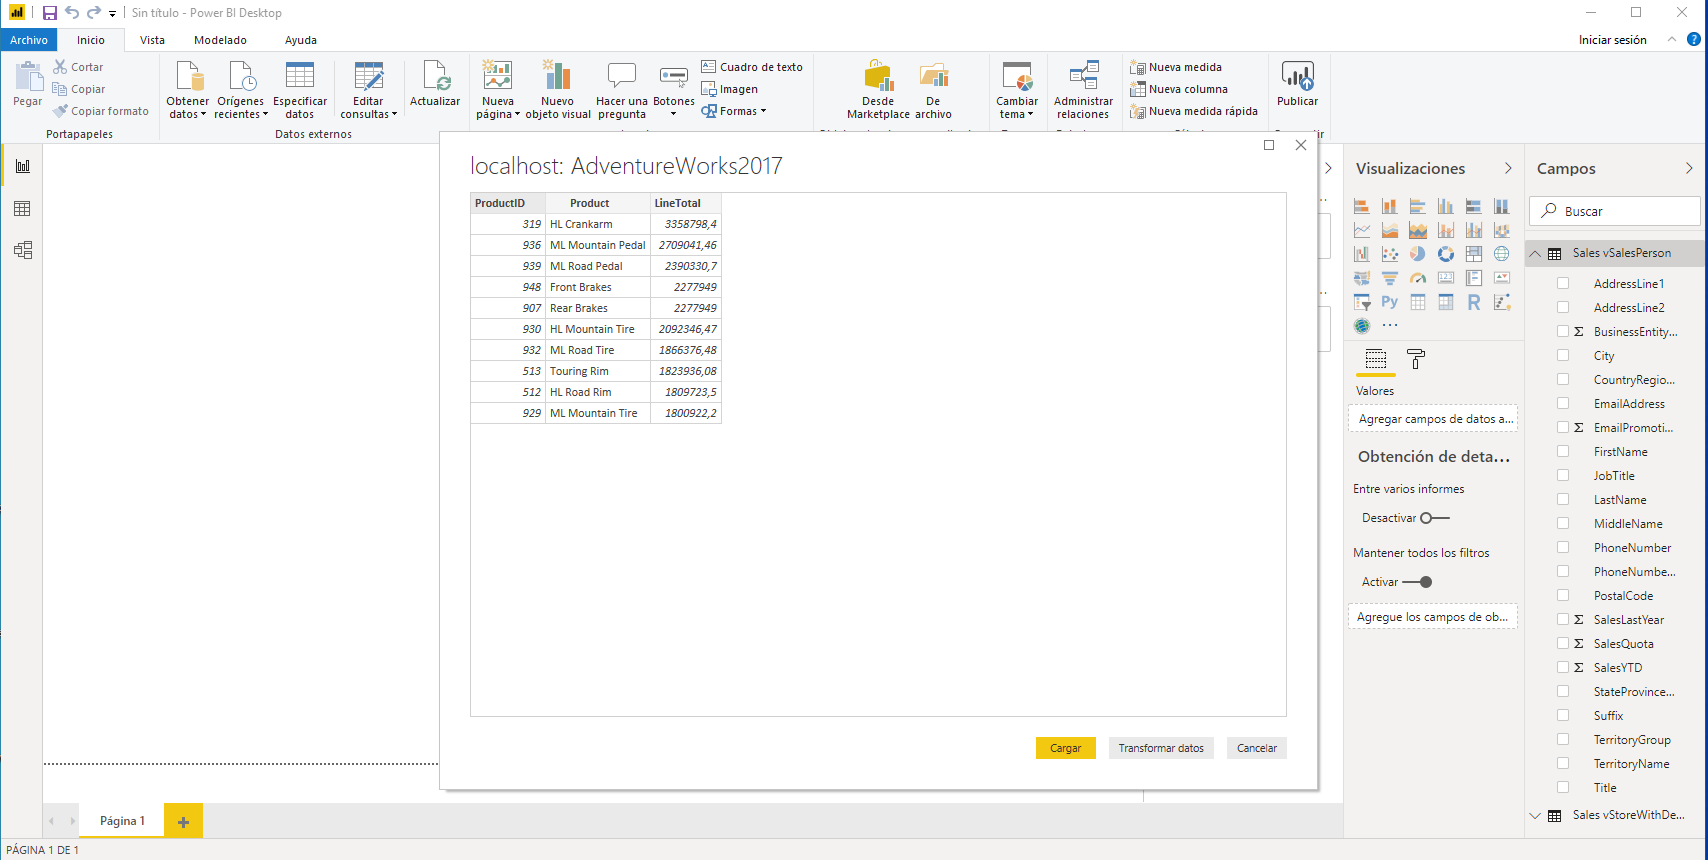 Sin título - Power BI Desktop
Archivo Inicio Vista Modelado Ayuda Iniciar sesión ?
Pegar
Cortar
Copiar
Copiar formato
Portapapeles
Obtener datos
Orígenes recientes
Especificar datos
Datos externos
Editar consultas
Actualizar
Nueva página
Nuevo objeto visual
Hacer una pregunta
Botones
Cuadro de texto
Imagen
Formas
Desde Marketplace
De archivo
Cambiar tema
Administrar relaciones
Nueva medida
Nueva columna
Nueva medida rápida
Publicar
localhost: AdventureWorks2017
ProductID Product LineTotal
319 HL Crankarm 3358798,4
936 ML Mountain Pedal 2709041,46
939 ML Road Pedal 2390330,7
948 Front Brakes 2277949
907 Rear Brakes 2277949
930 HL Mountain Tire 2092346,47
932 ML Road Tire 1866376,48
513 Touring Rim 1823936,08
512 HL Road Rim 1809723,5
929 ML Mountain Tire 1800922,2
Cargar Transformar datos Cancelar
Visualizaciones
123
Py
R
...
Valores
Agregar campos de datos a...
Obtención de deta...
Entre varios informes
Desactivar
Mantener todos los filtros
Activar
Agregue los campos de ob...
Campos
Buscar
Sales vSalesPerson
AddressLine1
AddressLine2
Σ BusinessEntity...
City
CountryRegio...
EmailAddress
Σ EmailPromoti...
FirstName
JobTitle
LastName
MiddleName
PhoneNumber
PhoneNumbe...
PostalCode
Σ SalesLastYear
Σ SalesQuota
Σ SalesYTD
StateProvince...
Suffix
TerritoryGroup
TerritoryName
Title
Sales vStoreWithDe...
Página 1 +
PÁGINA 1 DE 1